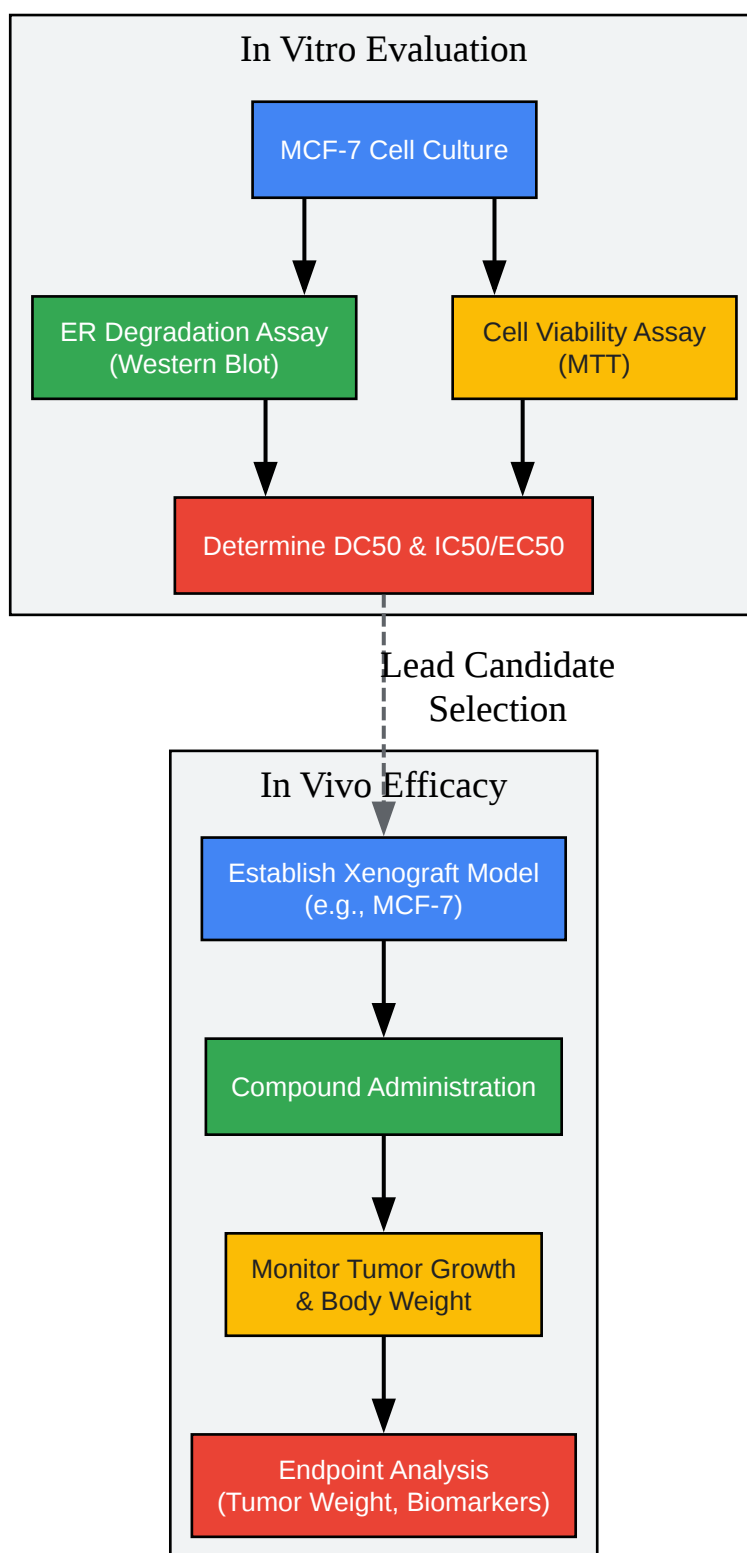 In Vitro Evaluation
MCF-7 Cell Culture
ER Degradation Assay
(Western Blot)
Cell Viability Assay
(MTT)
Determine DC50 & IC50/EC50
Lead Candidate
Selection
In Vivo Efficacy
Establish Xenograft Model
(e.g., MCF-7)
Compound Administration
Monitor Tumor Growth
& Body Weight
Endpoint Analysis
(Tumor Weight, Biomarkers)